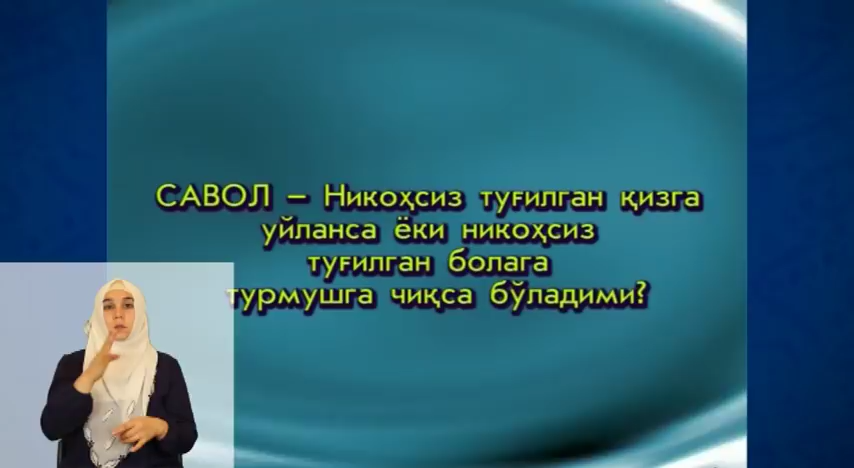 САВОЛ – Никоҳсиз туғилган қизга
уйланса ёки никоҳсиз
туғилган болага
турмушга чиқса бўладими?